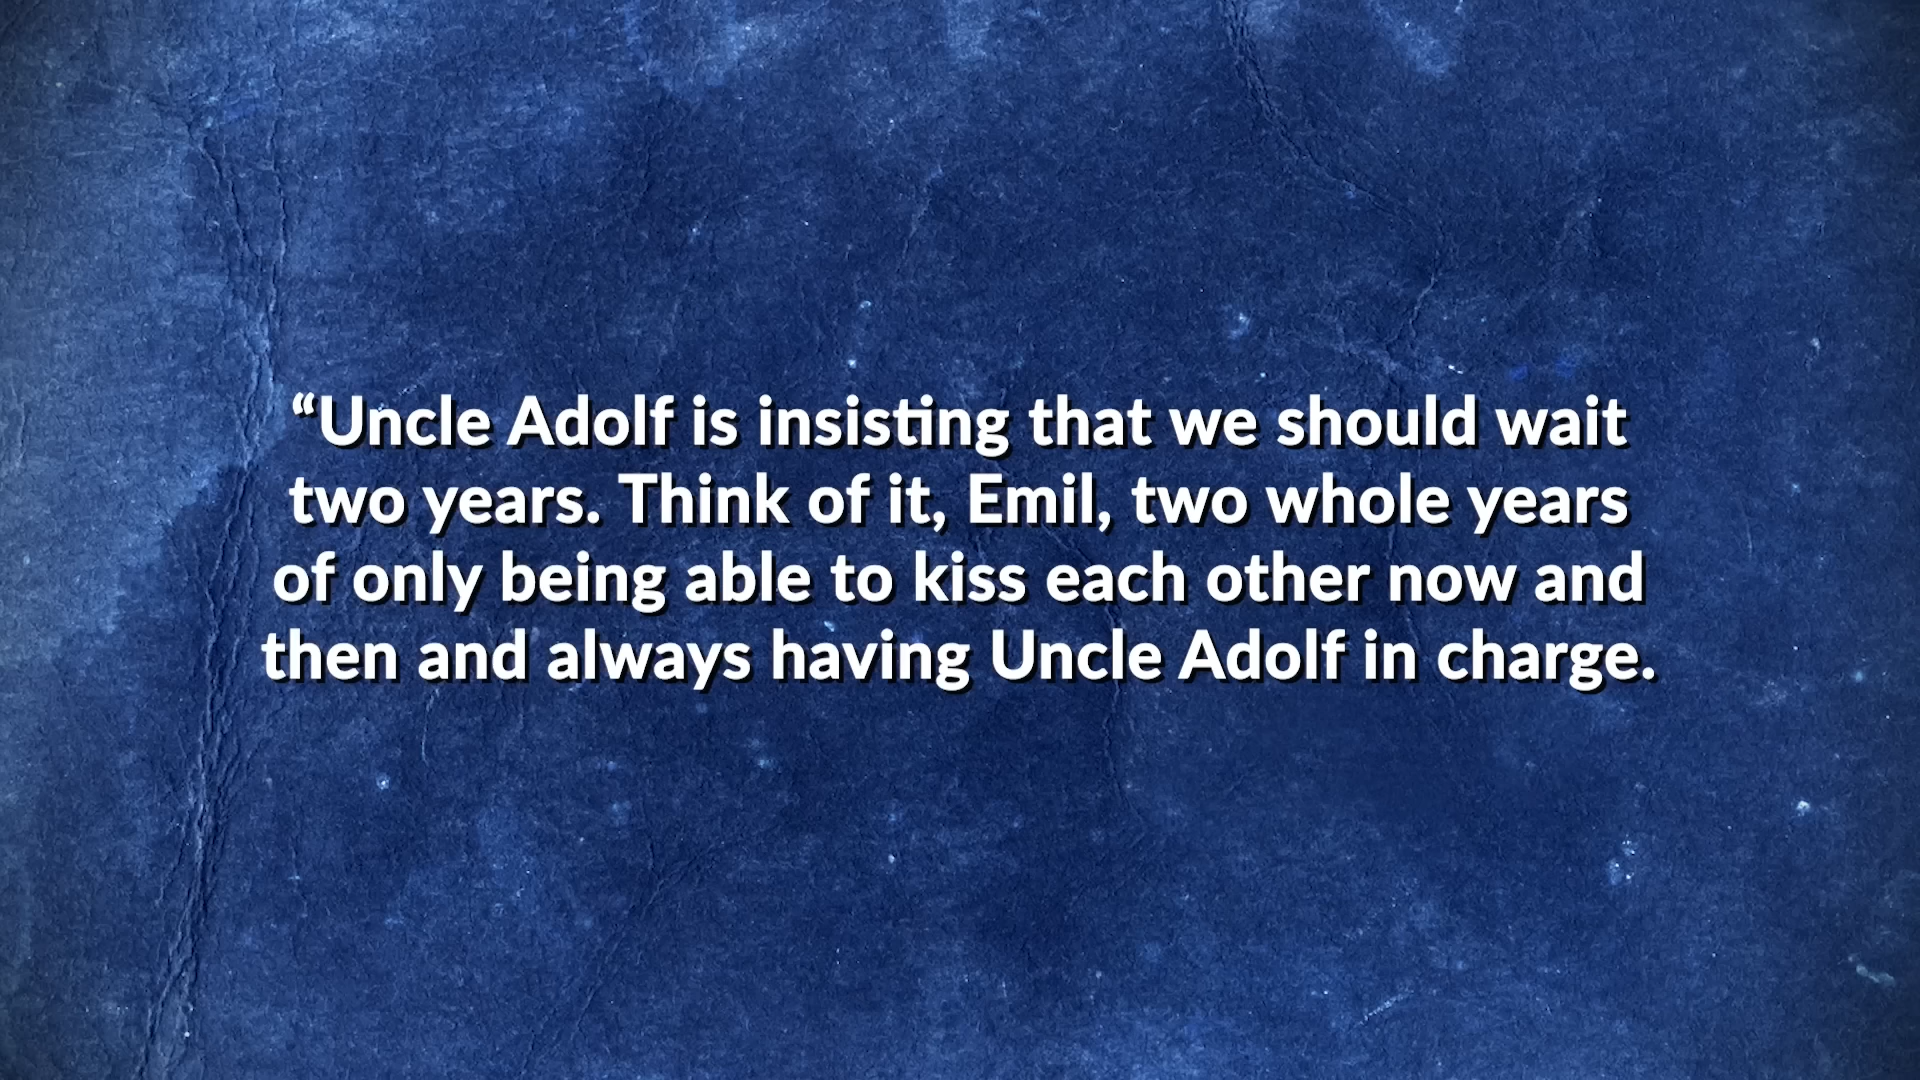 “Uncle Adolf is insisting that we should wait
two years. Think of it, Emil, two whole years
of only being able to kiss each other now and
then and always having Uncle Adolf in charge.